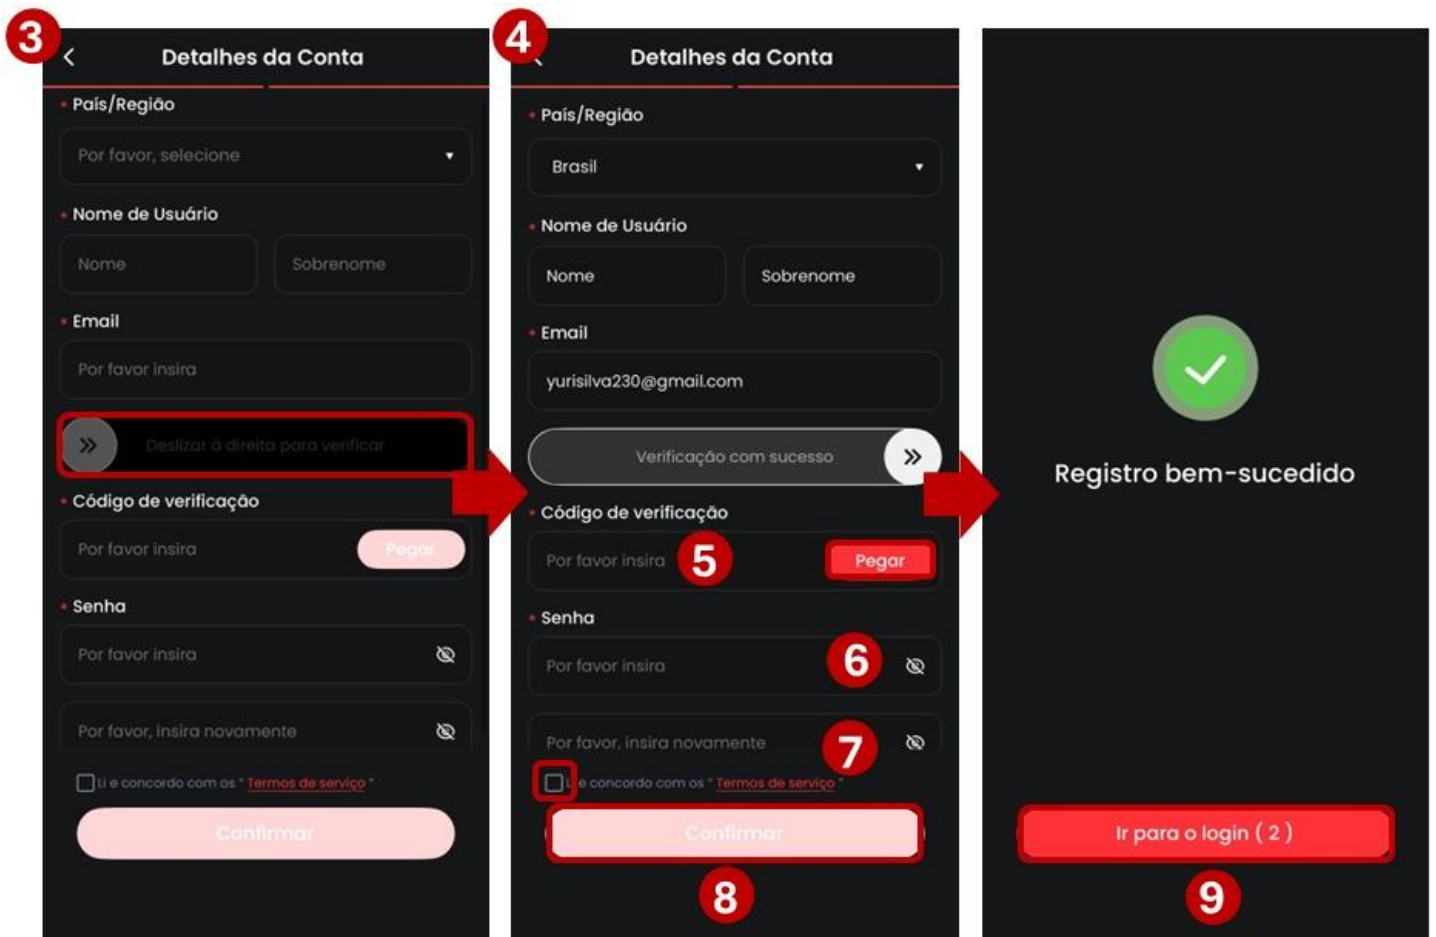 3
Detalhes da Conta
* País/Região
Por favor, selecione
* Nome de Usuário
Nome
Sobrenome
* Email
Por favor insira
Deslizar à direita para verificar
* Código de verificação
Por favor insira
Pegar
* Senha
Por favor insira
Por favor, insira novamente
Li e concordo com os " Termos de serviço "
Confirmar
4
Detalhes da Conta
* País/Região
Brasil
* Nome de Usuário
Nome
Sobrenome
* Email
yurisilva230@gmail.com
Verificação com sucesso
* Código de verificação
Por favor insira
5
Pegar
* Senha
Por favor insira
6
Por favor, insira novamente
7
Li e concordo com os " Termos de serviço "
Confirmar
8
Registro bem-sucedido
Ir para o login ( 2 )
9